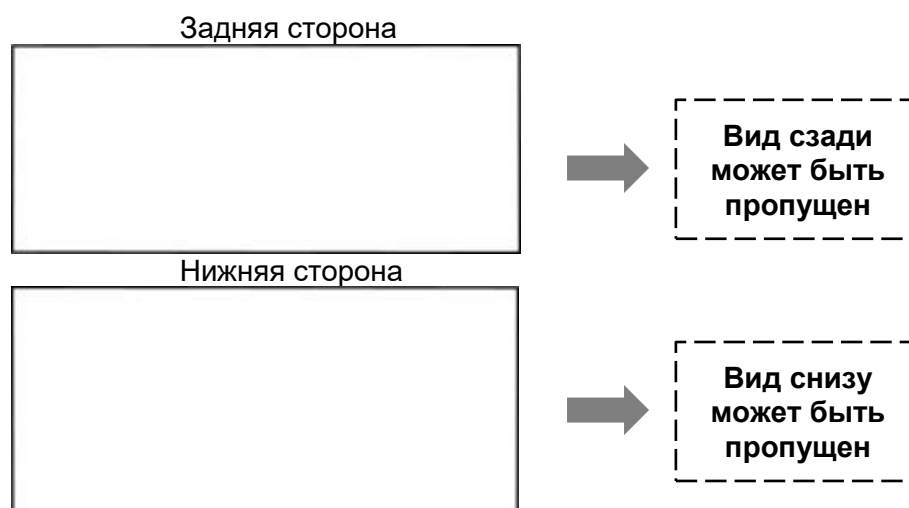 Задняя сторона
Вид сзади
может быть
пропущен
Нижняя сторона
Вид снизу
может быть
пропущен